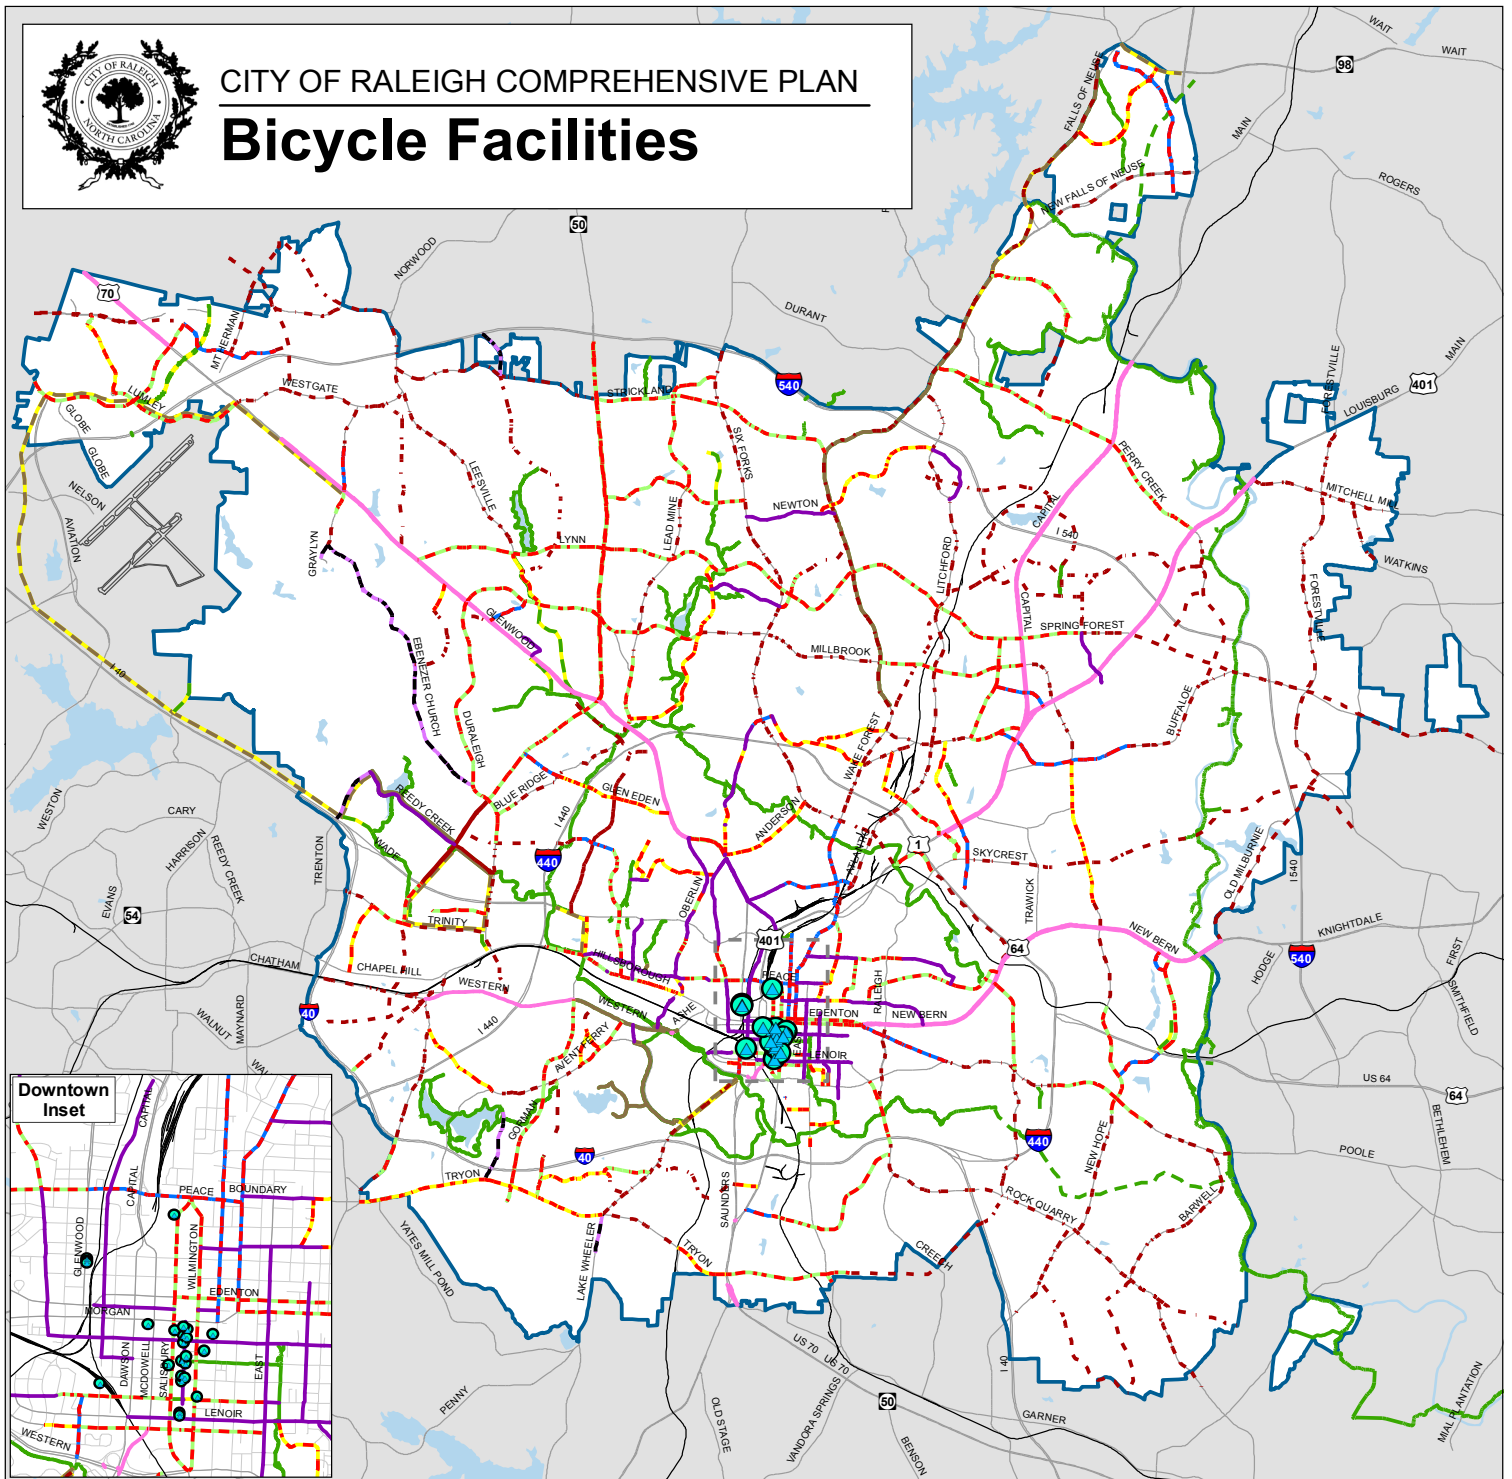 CITY OF RALEIGH
NORTH CAROLINA
CITY OF RALEIGH COMPREHENSIVE PLAN
Bicycle Facilities
WAIT
WAIT
98
FALLS OF NEUSE
MAIN
NEW FALLS OF NEUSE
ROGERS
50
NORWOOD
70
DURANT
MT HERMAN
FORESTVILLE
MAIN
401
LOUISBURG
540
STRICKLAND
WESTGATE
LUMLEY
GLOBE
GLOBE
SIX FORKS
PERRY CREEK
LEESVILLE
NELSON
MITCHELL MILL
NEWTON
LEAD MINE
CAPITAL
AVIATION
I 540
LYNN
GRAYLYN
LITCHFORD
WATKINS
FORESTVILLE
CAPITAL
GLENWOOD
SPRING FOREST
EBENEZER CHURCH
MILLBROOK
I 40
BUFFALOE
DURALEIGH
WAKE FOREST
BLUE RIDGE
GLEN EDEN
REEDY CREEK
WESTON
CARY
I 440
ANDERSON
HARRISON
REEDY CREEK
WADE
ATLANTIC
1
SKYCREST
OLD MILBURNIE
TRENTON
440
I 540
EVANS
54
OBERLIN
TRAWICK
TRINITY
KNIGHTDALE
401
64
NEW BERN
FIRST
CHATHAM
CHAPEL HILL
HILLSBOROUGH
HODGE
540
WESTERN
PEACE
RALEIGH
SMITHFIELD
WALNUT
MAYNARD
40
I 440
WESTERN
ASHE
EDENTON
NEW BERN
AVENT FERRY
EAST
LENOIR
US 64
64
GORMAN
BETHLEHEM
440
NEW HOPE
POOLE
40
TRYON
SAUNDERS
ROCK QUARRY
BARWELL
YATES MILL POND
LAKE WHEELER
TRYON
CREECH
US 70
US 70
I 40
PENNY
OLD STAGE
VANDORA SPRINGS
50
BENSON
GARNER
MIAL PLANTATION
Downtown
Inset
CAPITAL
CAPITAL
PEACE
BOUNDARY
GLENWOOD
WILMINGTON
EDENTON
MORGAN
DAWSON
MCDOWELL
SALISBURY
EAST
LENOIR
WESTERN